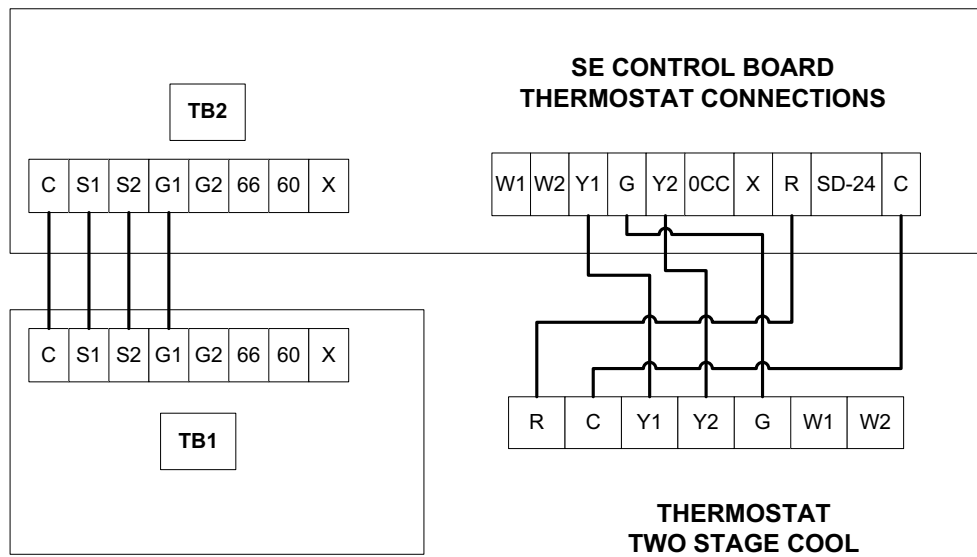 SE CONTROL BOARD
THERMOSTAT CONNECTIONS
TB2
C S1 S2 G1 G2 66 60 X
W1 W2 Y1 G Y2 0CC X R SD-24 C
C S1 S2 G1 G2 66 60 X
TB1
R C Y1 Y2 G W1 W2
THERMOSTAT
TWO STAGE COOL